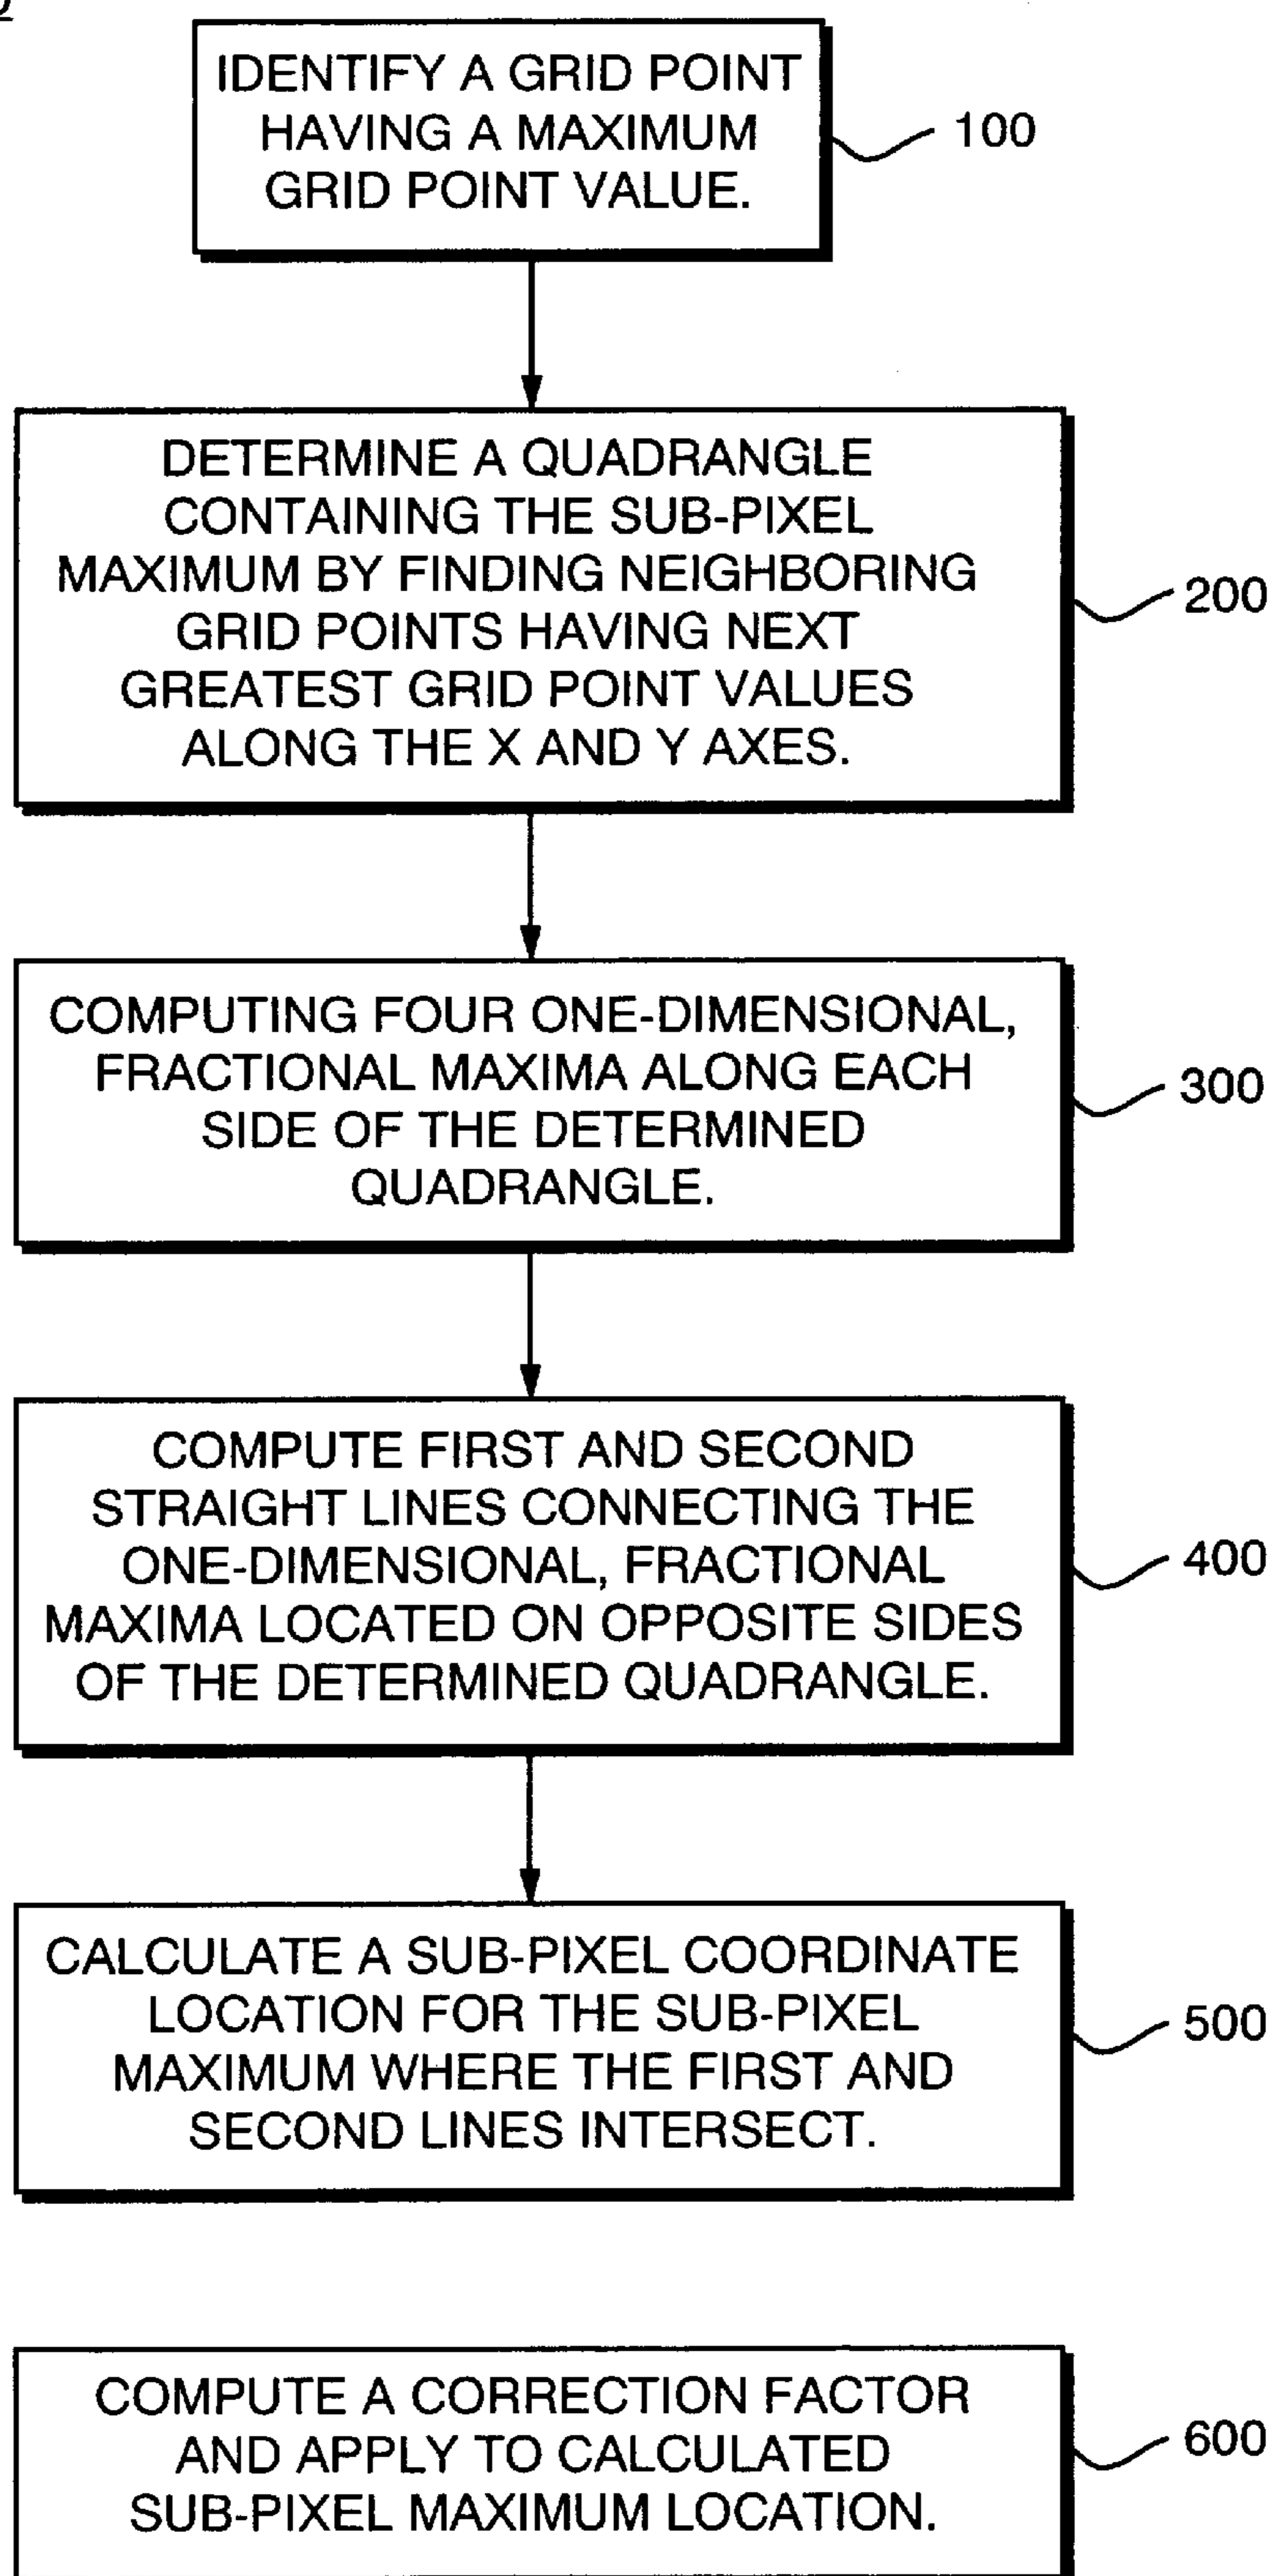 IDENTIFY A GRID POINT
HAVING A MAXIMUM
GRID POINT VALUE.
100
DETERMINE A QUADRANGLE
CONTAINING THE SUB-PIXEL
MAXIMUM BY FINDING NEIGHBORING
GRID POINTS HAVING NEXT
GREATEST GRID POINT VALUES
ALONG THE X AND Y AXES.
200
COMPUTING FOUR ONE-DIMENSIONAL,
FRACTIONAL MAXIMA ALONG EACH
SIDE OF THE DETERMINED
QUADRANGLE.
300
COMPUTE FIRST AND SECOND
STRAIGHT LINES CONNECTING THE
ONE-DIMENSIONAL, FRACTIONAL
MAXIMA LOCATED ON OPPOSITE SIDES
OF THE DETERMINED QUADRANGLE.
400
CALCULATE A SUB-PIXEL COORDINATE
LOCATION FOR THE SUB-PIXEL
MAXIMUM WHERE THE FIRST AND
SECOND LINES INTERSECT.
500
COMPUTE A CORRECTION FACTOR
AND APPLY TO CALCULATED
SUB-PIXEL MAXIMUM LOCATION.
600